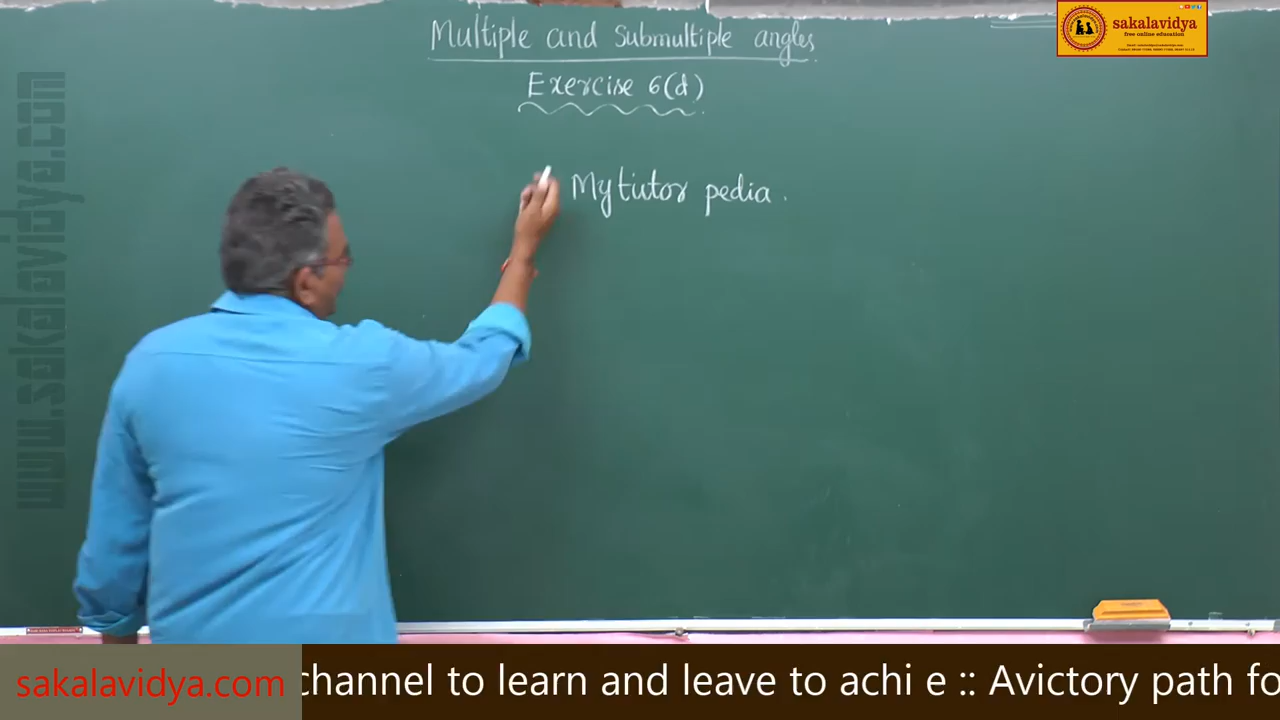 Multiple and Submultiple angles.
Exercise 6(d)
Mytutor pedia.
sakalavidya
free online education
www.sakalavidya.com
sakalavidya.com
channel to learn and leave to achi e :: Avictory path fo